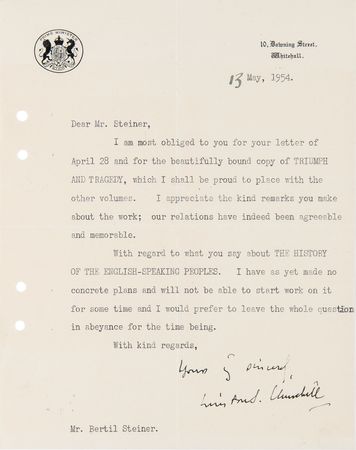 PRIME MINISTER
10, Downing Street,
Whitehall.
13 May, 1954.
Dear Mr. Steiner,
I am most obliged to you for your letter of
April 28 and for the beautifully bound copy of TRIUMPH
AND TRAGEDY, which I shall be proud to place with the
other volumes. I appreciate the kind remarks you make
about the work; our relations have indeed been agreeable
and memorable.
With regard to what you say about THE HISTORY
OF THE ENGLISH-SPEAKING PEOPLES. I have as yet made no
concrete plans and will not be able to start work on it
for some time and I would prefer to leave the whole question
in abeyance for the time being.
With kind regards,
Yours sincerely
Winston S. Churchill
Mr. Bertil Steiner.